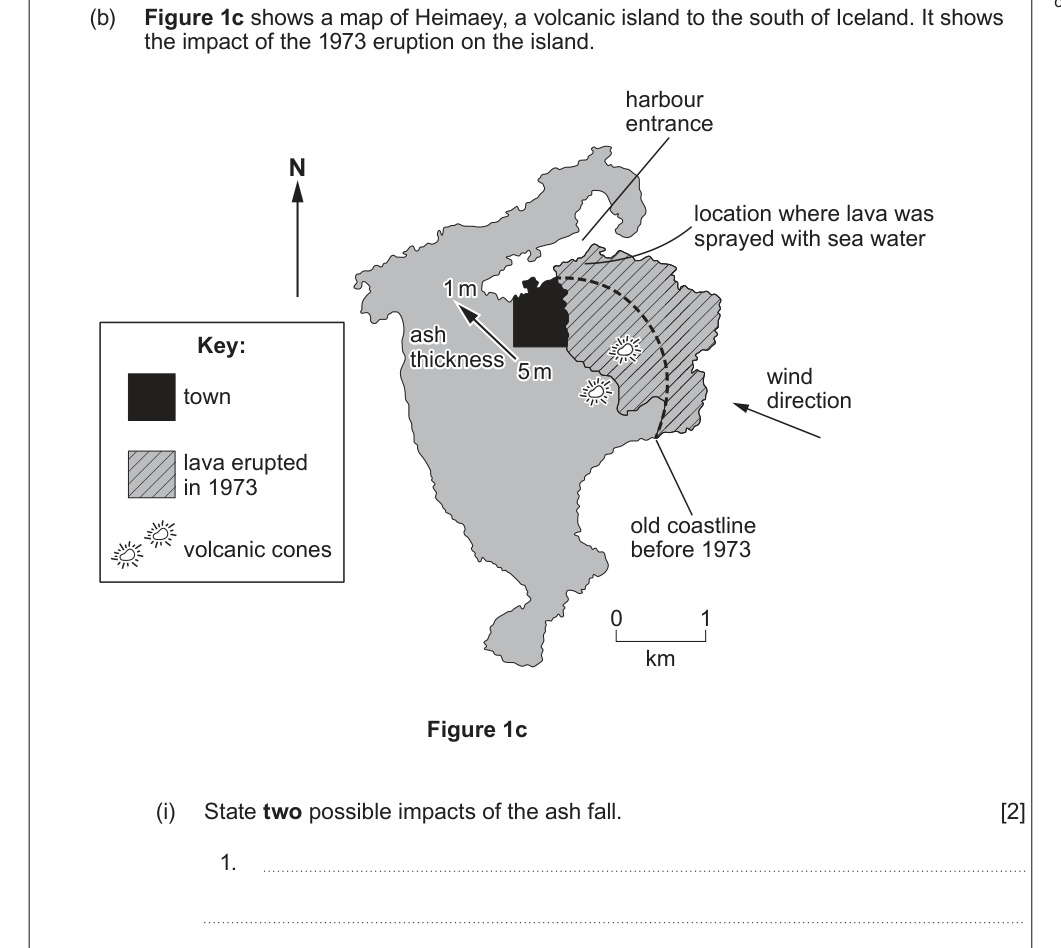 (b) Figure 1c shows a map of Heimaey, a volcanic island to the south of Iceland. It shows
the impact of the 1973 eruption on the island.
harbour
entrance
N
location where lava was
sprayed with sea water
1 m
ash
thickness
5 m
Key:
town
lava erupted
in 1973
volcanic cones
wind
direction
old coastline
before 1973
0 1
km
Figure 1c
(i) State two possible impacts of the ash fall. [2]
1.